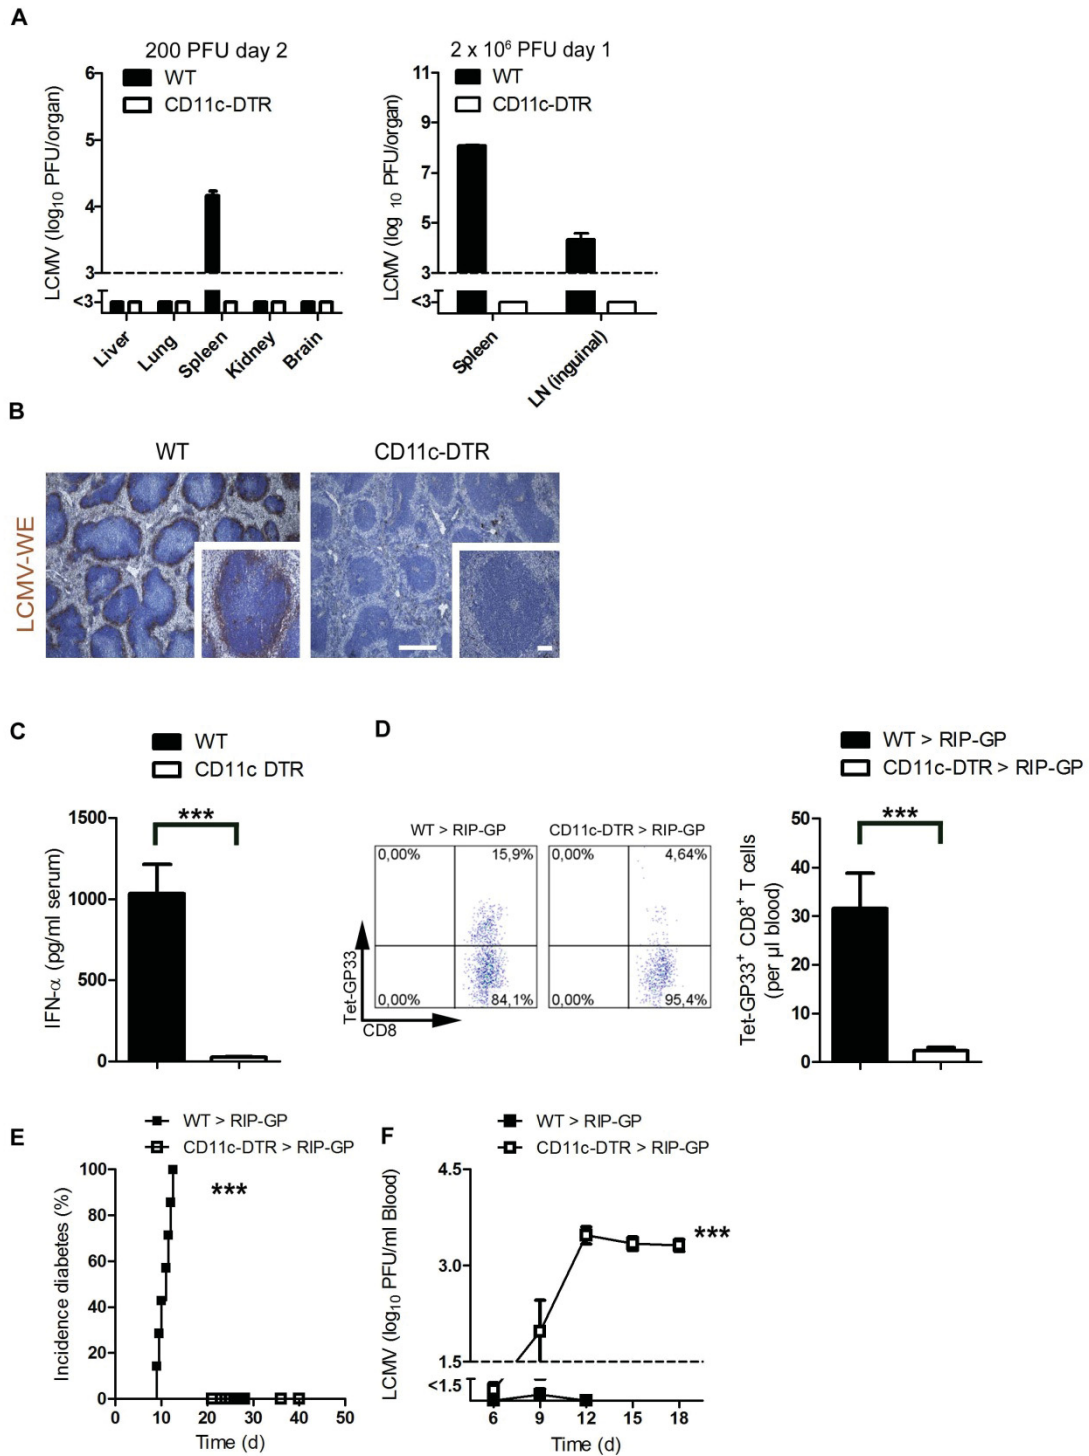 A
200 PFU day 2
WT
CD11c-DTR
LCMV (log10 PFU/organ)
6
5
4
3
<3
Liver
Lung
Spleen
Kidney
Brain
2 x 10⁶ PFU day 1
WT
CD11c-DTR
LCMV (log 10 PFU/organ)
11
9
7
5
3
<3
Spleen
LN (inguinal)
B
WT
CD11c-DTR
LCMV-WE
C
WT
CD11c DTR
IFN-α (pg/ml serum)
1500
1000
500
0
***
D
WT > RIP-GP
CD11c-DTR > RIP-GP
0,00%
15,9%
0,00%
84,1%
0,00%
4,64%
0,00%
95,4%
Tet-GP33
CD8
WT > RIP-GP
CD11c-DTR > RIP-GP
Tet-GP33⁺ CD8⁺ T cells
(per µl blood)
50
40
30
20
10
0
***
E
WT > RIP-GP
CD11c-DTR > RIP-GP
Incidence diabetes (%)
100
80
60
40
20
0
***
0 10 20 30 40 50
Time (d)
F
WT > RIP-GP
CD11c-DTR > RIP-GP
LCMV (log10 PFU/ml Blood)
4.5
3.0
1.5
<1.5
***
6 9 12 15 18
Time (d)